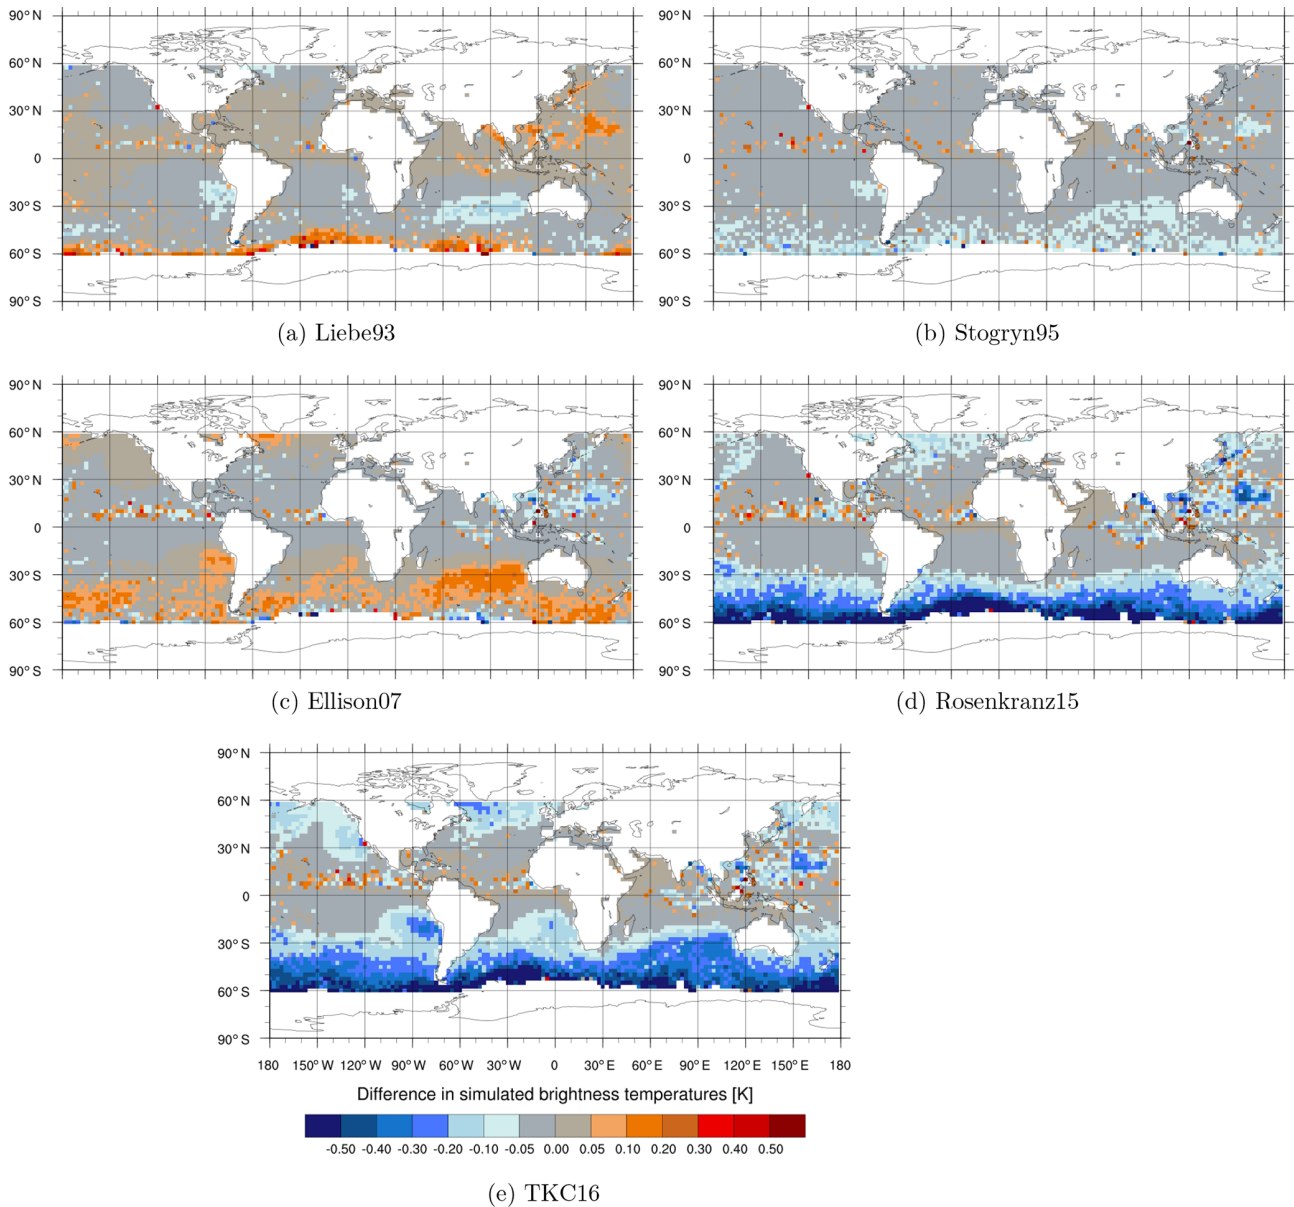 90° N 90° N
60° N 60° N
30° N 30° N
0 0
30° S 30° S
60° S 60° S
90° S 90° S
(a) Liebe93 (b) Stogryn95
90° N 90° N
60° N 60° N
30° N 30° N
0 0
30° S 30° S
60° S 60° S
90° S 90° S
(c) Ellison07 (d) Rosenkranz15
90° N
60° N
30° N
0
30° S
60° S
90° S
180 150° W 120° W 90° W 60° W 30° W 0 30° E 60° E 90° E 120° E 150° E 180
Difference in simulated brightness temperatures [K]
-0.50 -0.40 -0.30 -0.20 -0.10 -0.05 0.00 0.05 0.10 0.20 0.30 0.40 0.50
(e) TKC16